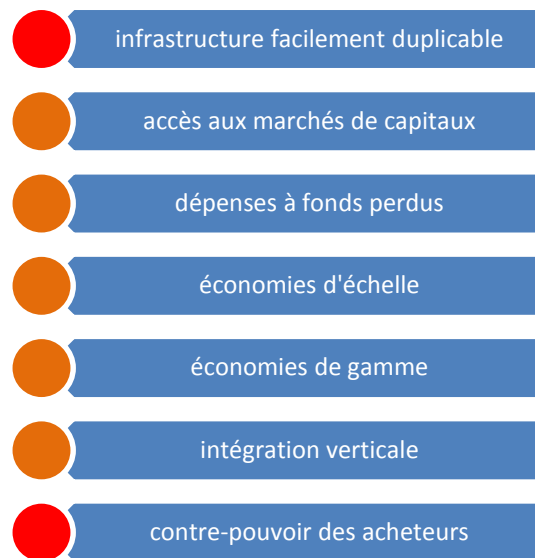 infrastructure facilement duplicable
accès aux marchés de capitaux
dépenses à fonds perdus
économies d'échelle
économies de gamme
intégration verticale
contre-pouvoir des acheteurs